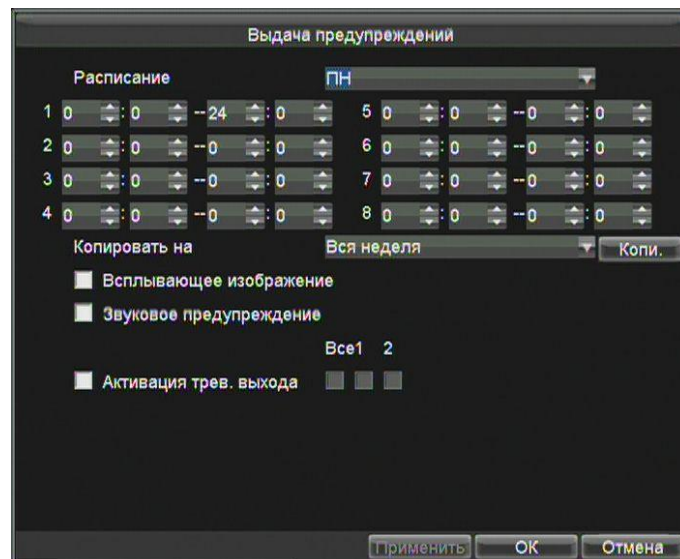 Выдача предупреждений
Расписание ПН
1 0 : 0 --24 : 0 5 0 : 0 --0 : 0
2 0 : 0 --0 : 0 6 0 : 0 --0 : 0
3 0 : 0 --0 : 0 7 0 : 0 --0 : 0
4 0 : 0 --0 : 0 8 0 : 0 --0 : 0
Копировать на Вся неделя Копи.
Всплывающее изображение
Звуковое предупреждение
Все1 2
Активация трев. выхода
Применить ОК Отмена